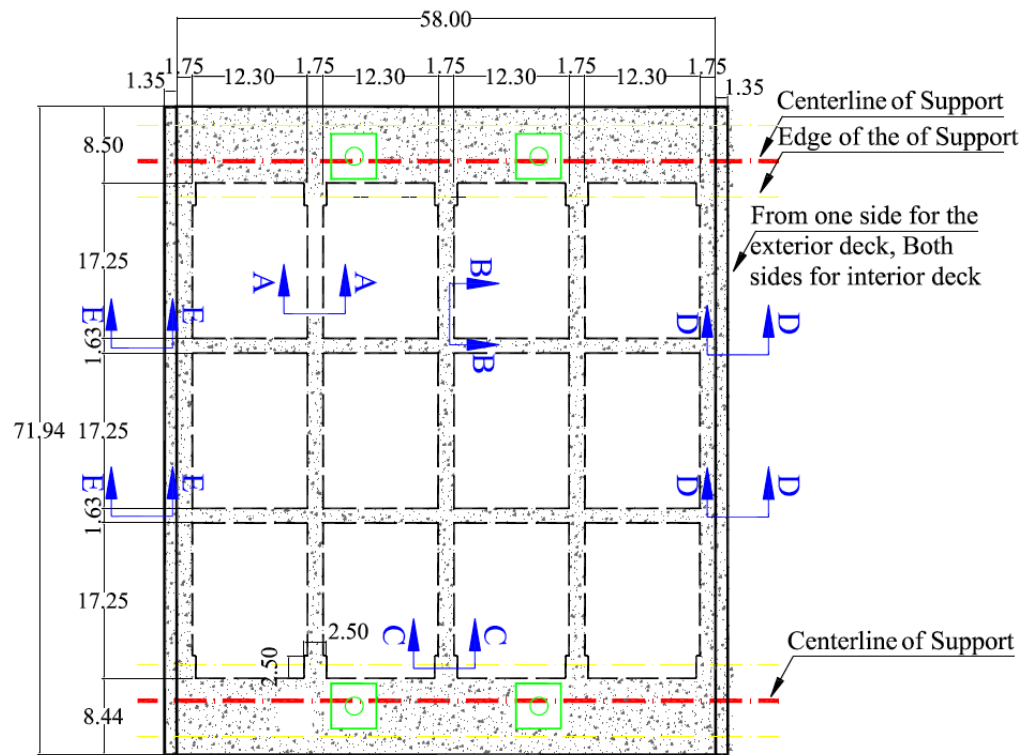 58.00
1.35 1.75 12.30 1.75 12.30 1.75 12.30 1.75 12.30 1.75 1.35
Centerline of Support
Edge of the of Support
8.50
From one side for the
exterior deck, Both
sides for interior deck
17.25
A A
B
E E
D D
1.63
B
71.94
17.25
E E
D D
1.63
17.25
2.50
C C
2.50
Centerline of Support
8.44